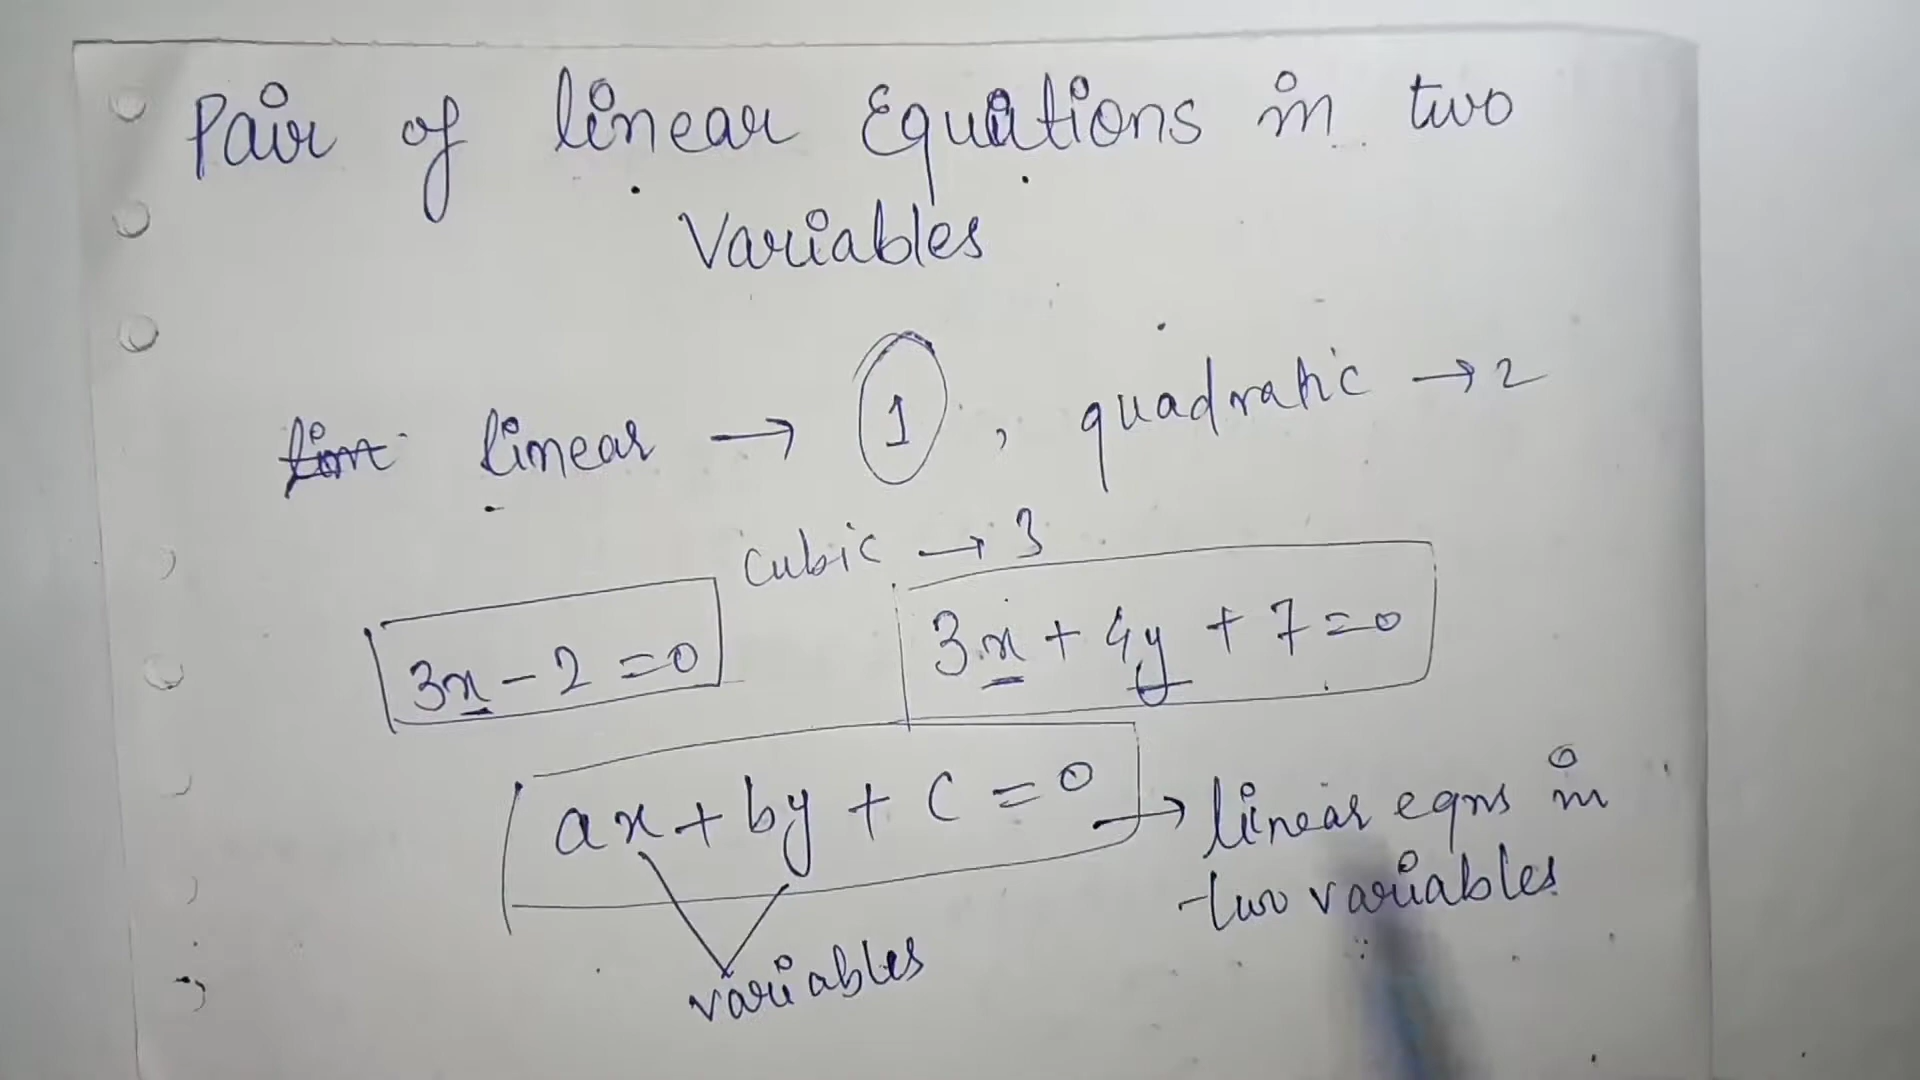 Pair of linear Equations in two
Variables
linear → 1 , quadratic → 2
cubic → 3
3x - 2 = 0
3x + 4y + 7 = 0
ax + by + c = 0 → linear eqns in
two variables
variables